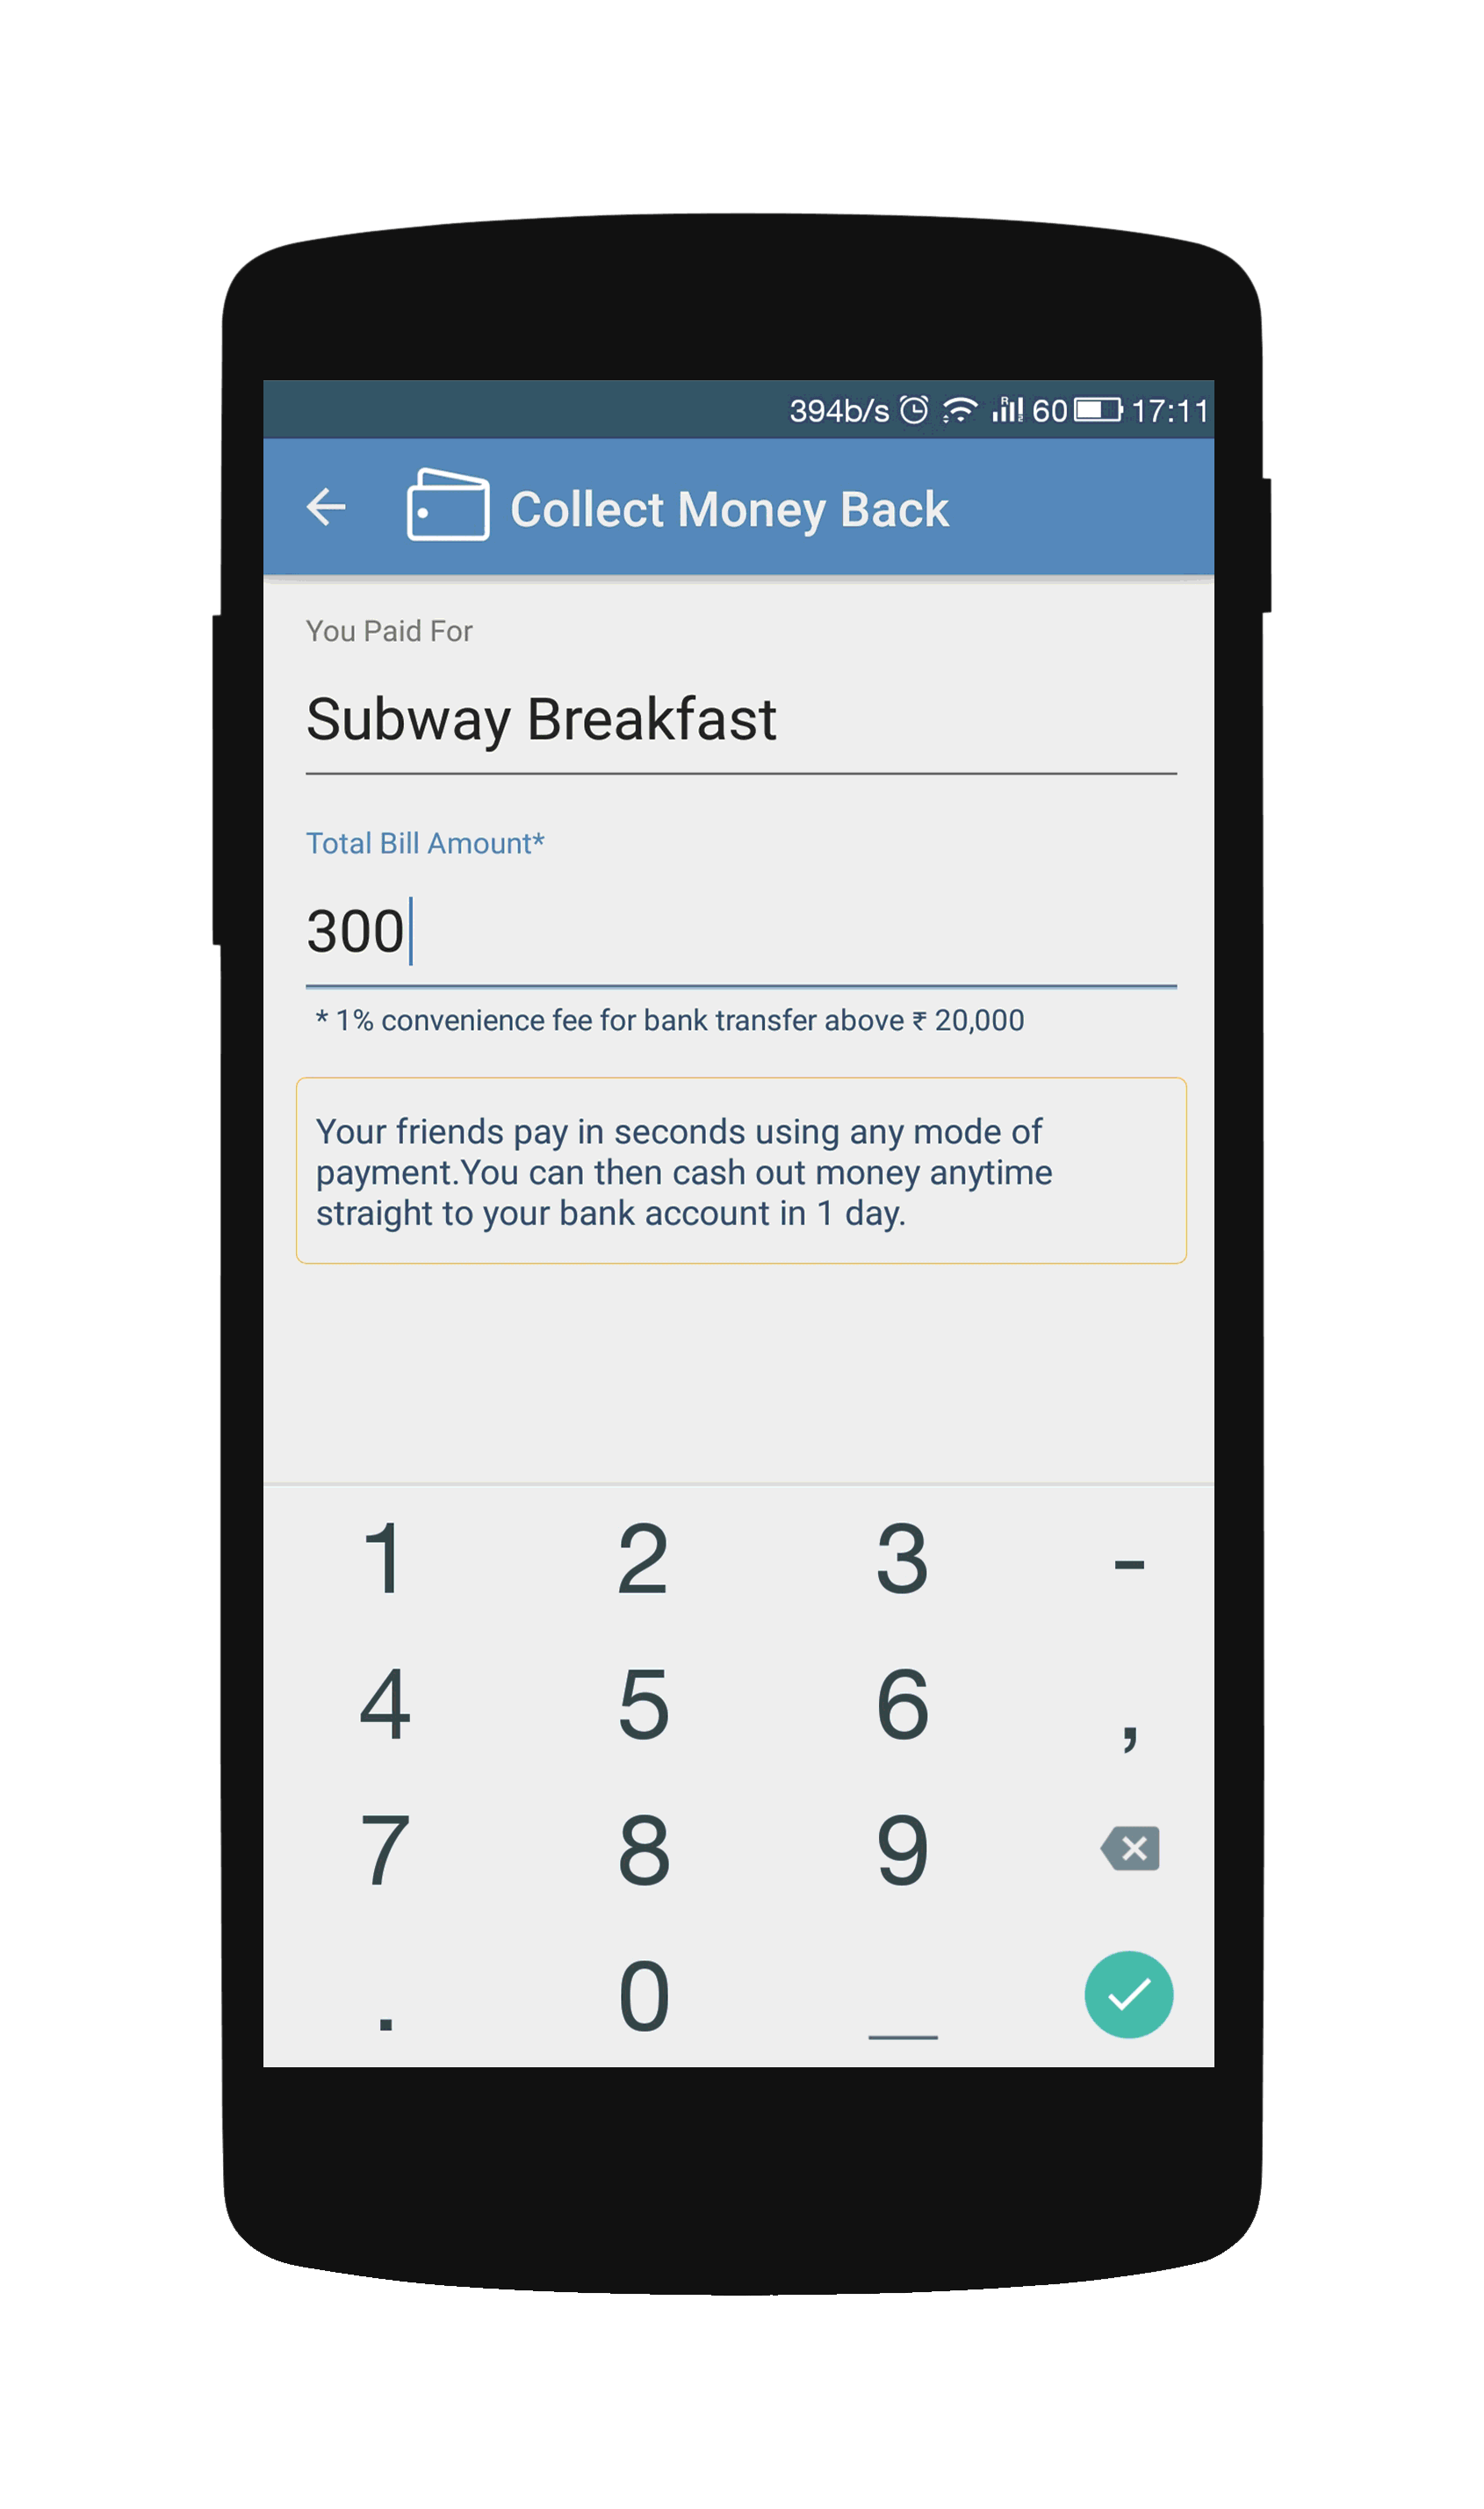 394b/s R 2 60 17:11
Collect Money Back
You Paid For
Subway Breakfast
Total Bill Amount*
300
* 1% convenience fee for bank transfer above ₹ 20,000
Your friends pay in seconds using any mode of
payment.You can then cash out money anytime
straight to your bank account in 1 day.
1 2 3 -
4 5 6 ,
7 8 9
. 0 _